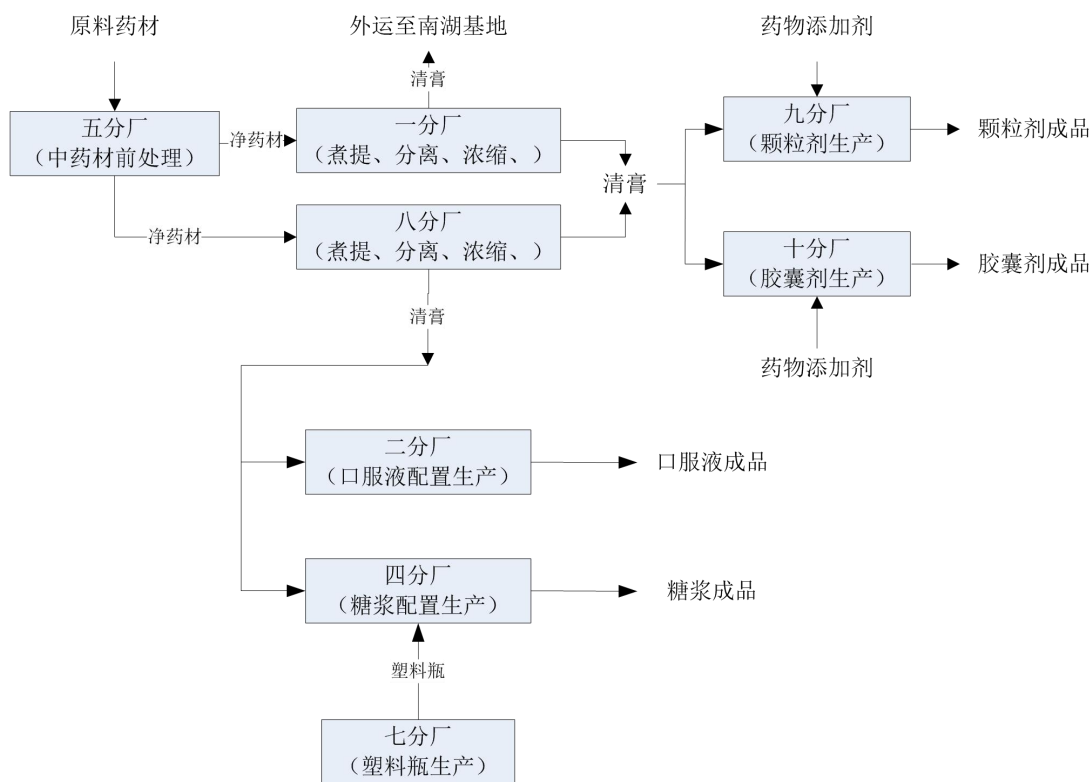 原料药材
外运至南湖基地
药物添加剂
清膏
五分厂
（中药材前处理）
净药材
一分厂
（煮提、分离、浓缩、）
九分厂
（颗粒剂生产）
颗粒剂成品
清膏
净药材
八分厂
（煮提、分离、浓缩、）
十分厂
（胶囊剂生产）
胶囊剂成品
清膏
药物添加剂
二分厂
（口服液配置生产）
口服液成品
四分厂
（糖浆配置生产）
糖浆成品
塑料瓶
七分厂
（塑料瓶生产）